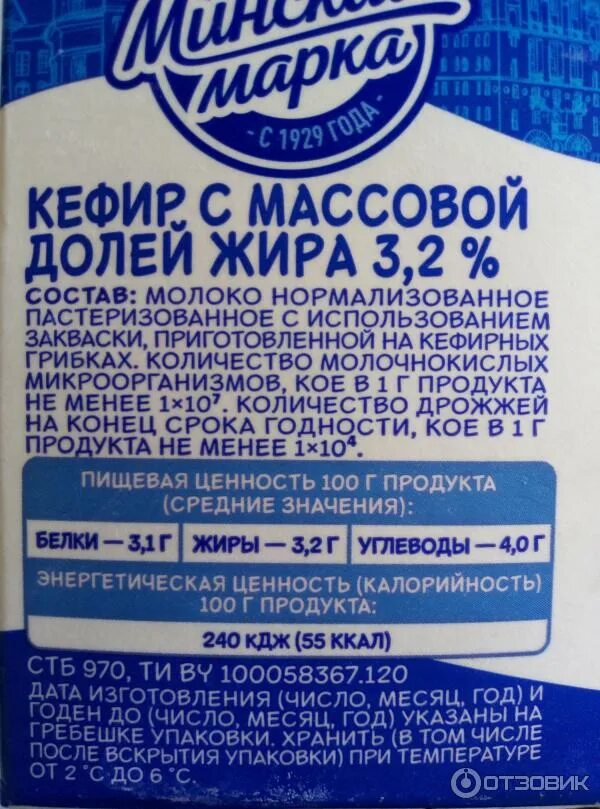 Минская
марка
С 1929 ГОДА
КЕФИР С МАССОВОЙ
ДОЛЕЙ ЖИРА 3,2 %
СОСТАВ: МОЛОКО НОРМАЛИЗОВАННОЕ
ПАСТЕРИЗОВАННОЕ С ИСПОЛЬЗОВАНИЕМ
ЗАКВАСКИ, ПРИГОТОВЛЕННОЙ НА КЕФИРНЫХ
ГРИБКАХ. КОЛИЧЕСТВО МОЛОЧНОКИСЛЫХ
МИКРООРГАНИЗМОВ, КОЕ В 1 Г ПРОДУКТА
НЕ МЕНЕЕ 1×10⁷. КОЛИЧЕСТВО ДРОЖЖЕЙ
НА КОНЕЦ СРОКА ГОДНОСТИ, КОЕ В 1 Г
ПРОДУКТА НЕ МЕНЕЕ 1×10⁴.
ПИЩЕВАЯ ЦЕННОСТЬ 100 Г ПРОДУКТА
(СРЕДНИЕ ЗНАЧЕНИЯ):
БЕЛКИ — 3,1 Г ЖИРЫ — 3,2 Г УГЛЕВОДЫ — 4,0 Г
ЭНЕРГЕТИЧЕСКАЯ ЦЕННОСТЬ (КАЛОРИЙНОСТЬ)
100 Г ПРОДУКТА:
240 КДЖ (55 ККАЛ)
СТБ 970, ТИ BY 100058367.120
ДАТА ИЗГОТОВЛЕНИЯ (ЧИСЛО, МЕСЯЦ, ГОД) И
ГОДЕН ДО (ЧИСЛО, МЕСЯЦ, ГОД) УКАЗАНЫ НА
ГРЕБЕШКЕ УПАКОВКИ. ХРАНИТЬ (В ТОМ ЧИСЛЕ
ПОСЛЕ ВСКРЫТИЯ УПАКОВКИ) ПРИ ТЕМПЕРАТУРЕ
ОТ 2 °С ДО 6 °С.
ОТЗОВИК